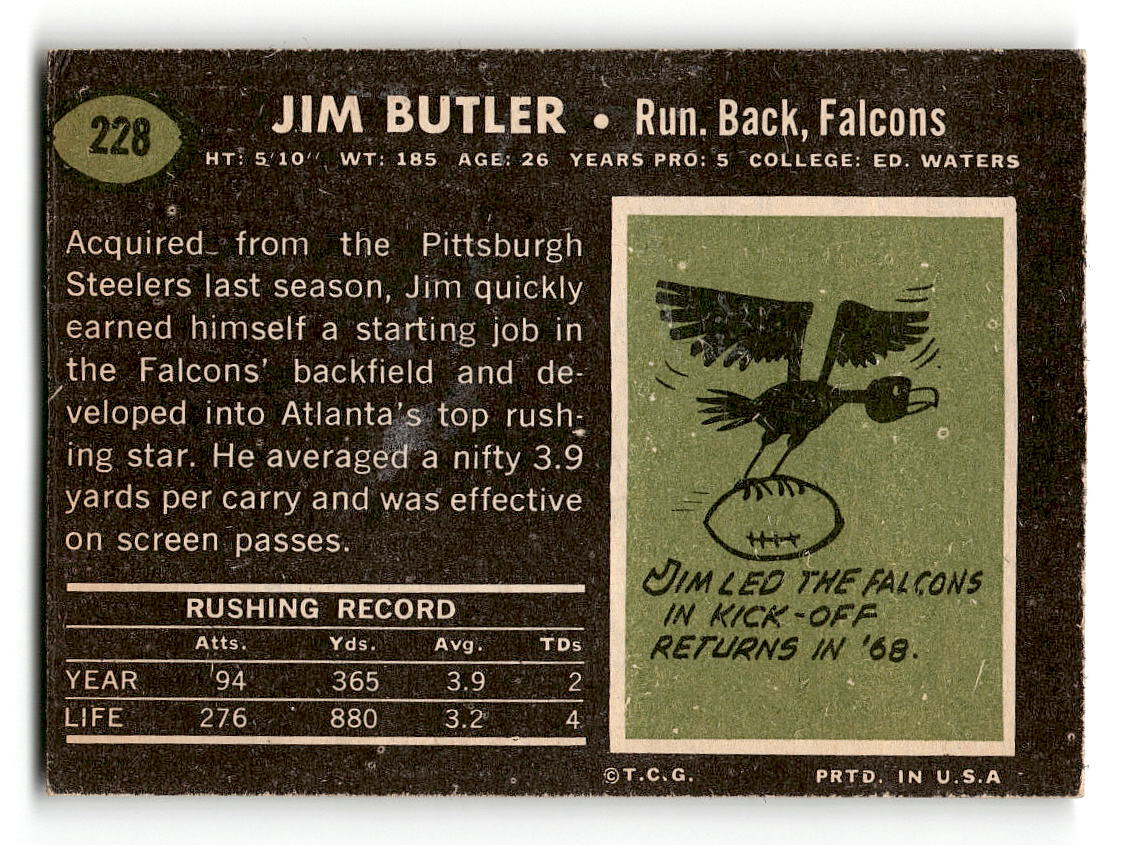 228
JIM BUTLER • Run. Back, Falcons
HT: 5'10" WT: 185 AGE: 26 YEARS PRO: 5 COLLEGE: ED. WATERS
Acquired from the Pittsburgh
Steelers last season, Jim quickly
earned himself a starting job in
the Falcons' backfield and de-
veloped into Atlanta's top rush-
ing star. He averaged a nifty 3.9
yards per carry and was effective
on screen passes.
RUSHING RECORD
Atts. Yds. Avg. TDs
YEAR 94 365 3.9 2
LIFE 276 880 3.2 4
JIM LED THE FALCONS
IN KICK-OFF
RETURNS IN '68.
©T.C.G. PRTD. IN U.S.A